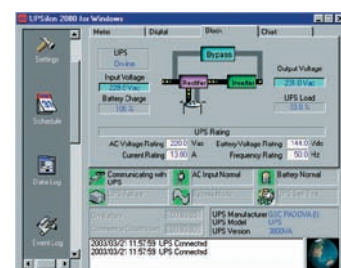 UPSilon 2000 for Windows
Meter Digital Block Chart
Settings
Schedule
Data Log
Event Log
UPS
On-line
Input Voltage
228.0 Vac
Battery Charge
100 %
Bypass
Rectifier
Inverter
Output Voltage
UPS Load
UPS Rating
AC Voltage Rating 220.0 Vac
Battery Voltage Rating 144.0 Vdc
Current Rating 13.60 A
Frequency Rating 50.0 Hz
Communicating with UPS
AC Input Normal
Battery Normal
UPS Manufacturer
UPS Model UPS
UPS Version
2003/03/21 11:57:59 UPS Connected
2003/03/21 11:57:59 UPS Connected